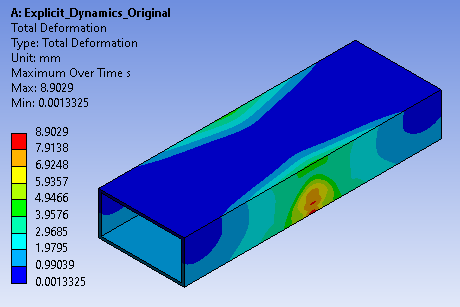 A: Explicit_Dynamics_Original
Total Deformation
Type: Total Deformation
Unit: mm
Maximum Over Time s
Max: 8.9029
Min: 0.0013325
8.9029
7.9138
6.9248
5.9357
4.9466
3.9576
2.9685
1.9795
0.99039
0.0013325